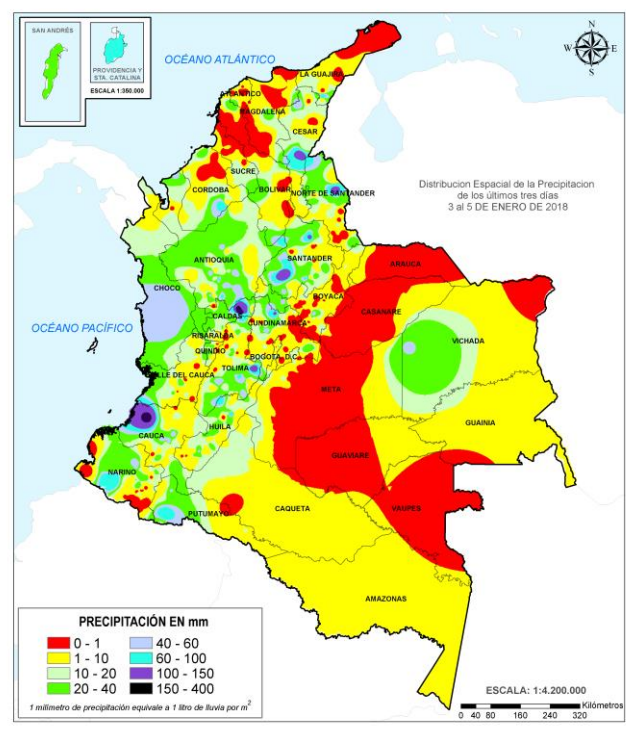 SAN ANDRÉS
PROVIDENCIA Y
STA. CATALINA
ESCALA 1:350.000
OCÉANO ATLÁNTICO
N
W
E
S
LA GUAJIRA
ATLANTICO
MAGDALENA
CESAR
SUCRE
CORDOBA
BOLIVAR
NORTE DE SANTANDER
Distribucion Espacial de la Precipitacion
de los últimos tres días
3 al 5 DE ENERO DE 2018
ANTIOQUIA
SANTANDER
ARAUCA
CHOCO
BOYACA
CASANARE
OCÉANO PACÍFICO
CALDAS
CUNDINAMARCA
RISARALDA
VICHADA
QUINDIO
BOGOTA, D.C.
TOLIMA
VALLE DEL CAUCA
META
GUAINIA
HUILA
CAUCA
GUAVIARE
NARIÑO
VAUPES
PUTUMAYO
CAQUETA
AMAZONAS
PRECIPITACIÓN EN mm
0 - 1
40 - 60
1 - 10
60 - 100
10 - 20
100 - 150
20 - 40
150 - 400
1 milimetro de precipitación equivale a 1 litro de lluvia por m2
ESCALA: 1:4.200.000
Kilómetros
0 40 80 160 240 320